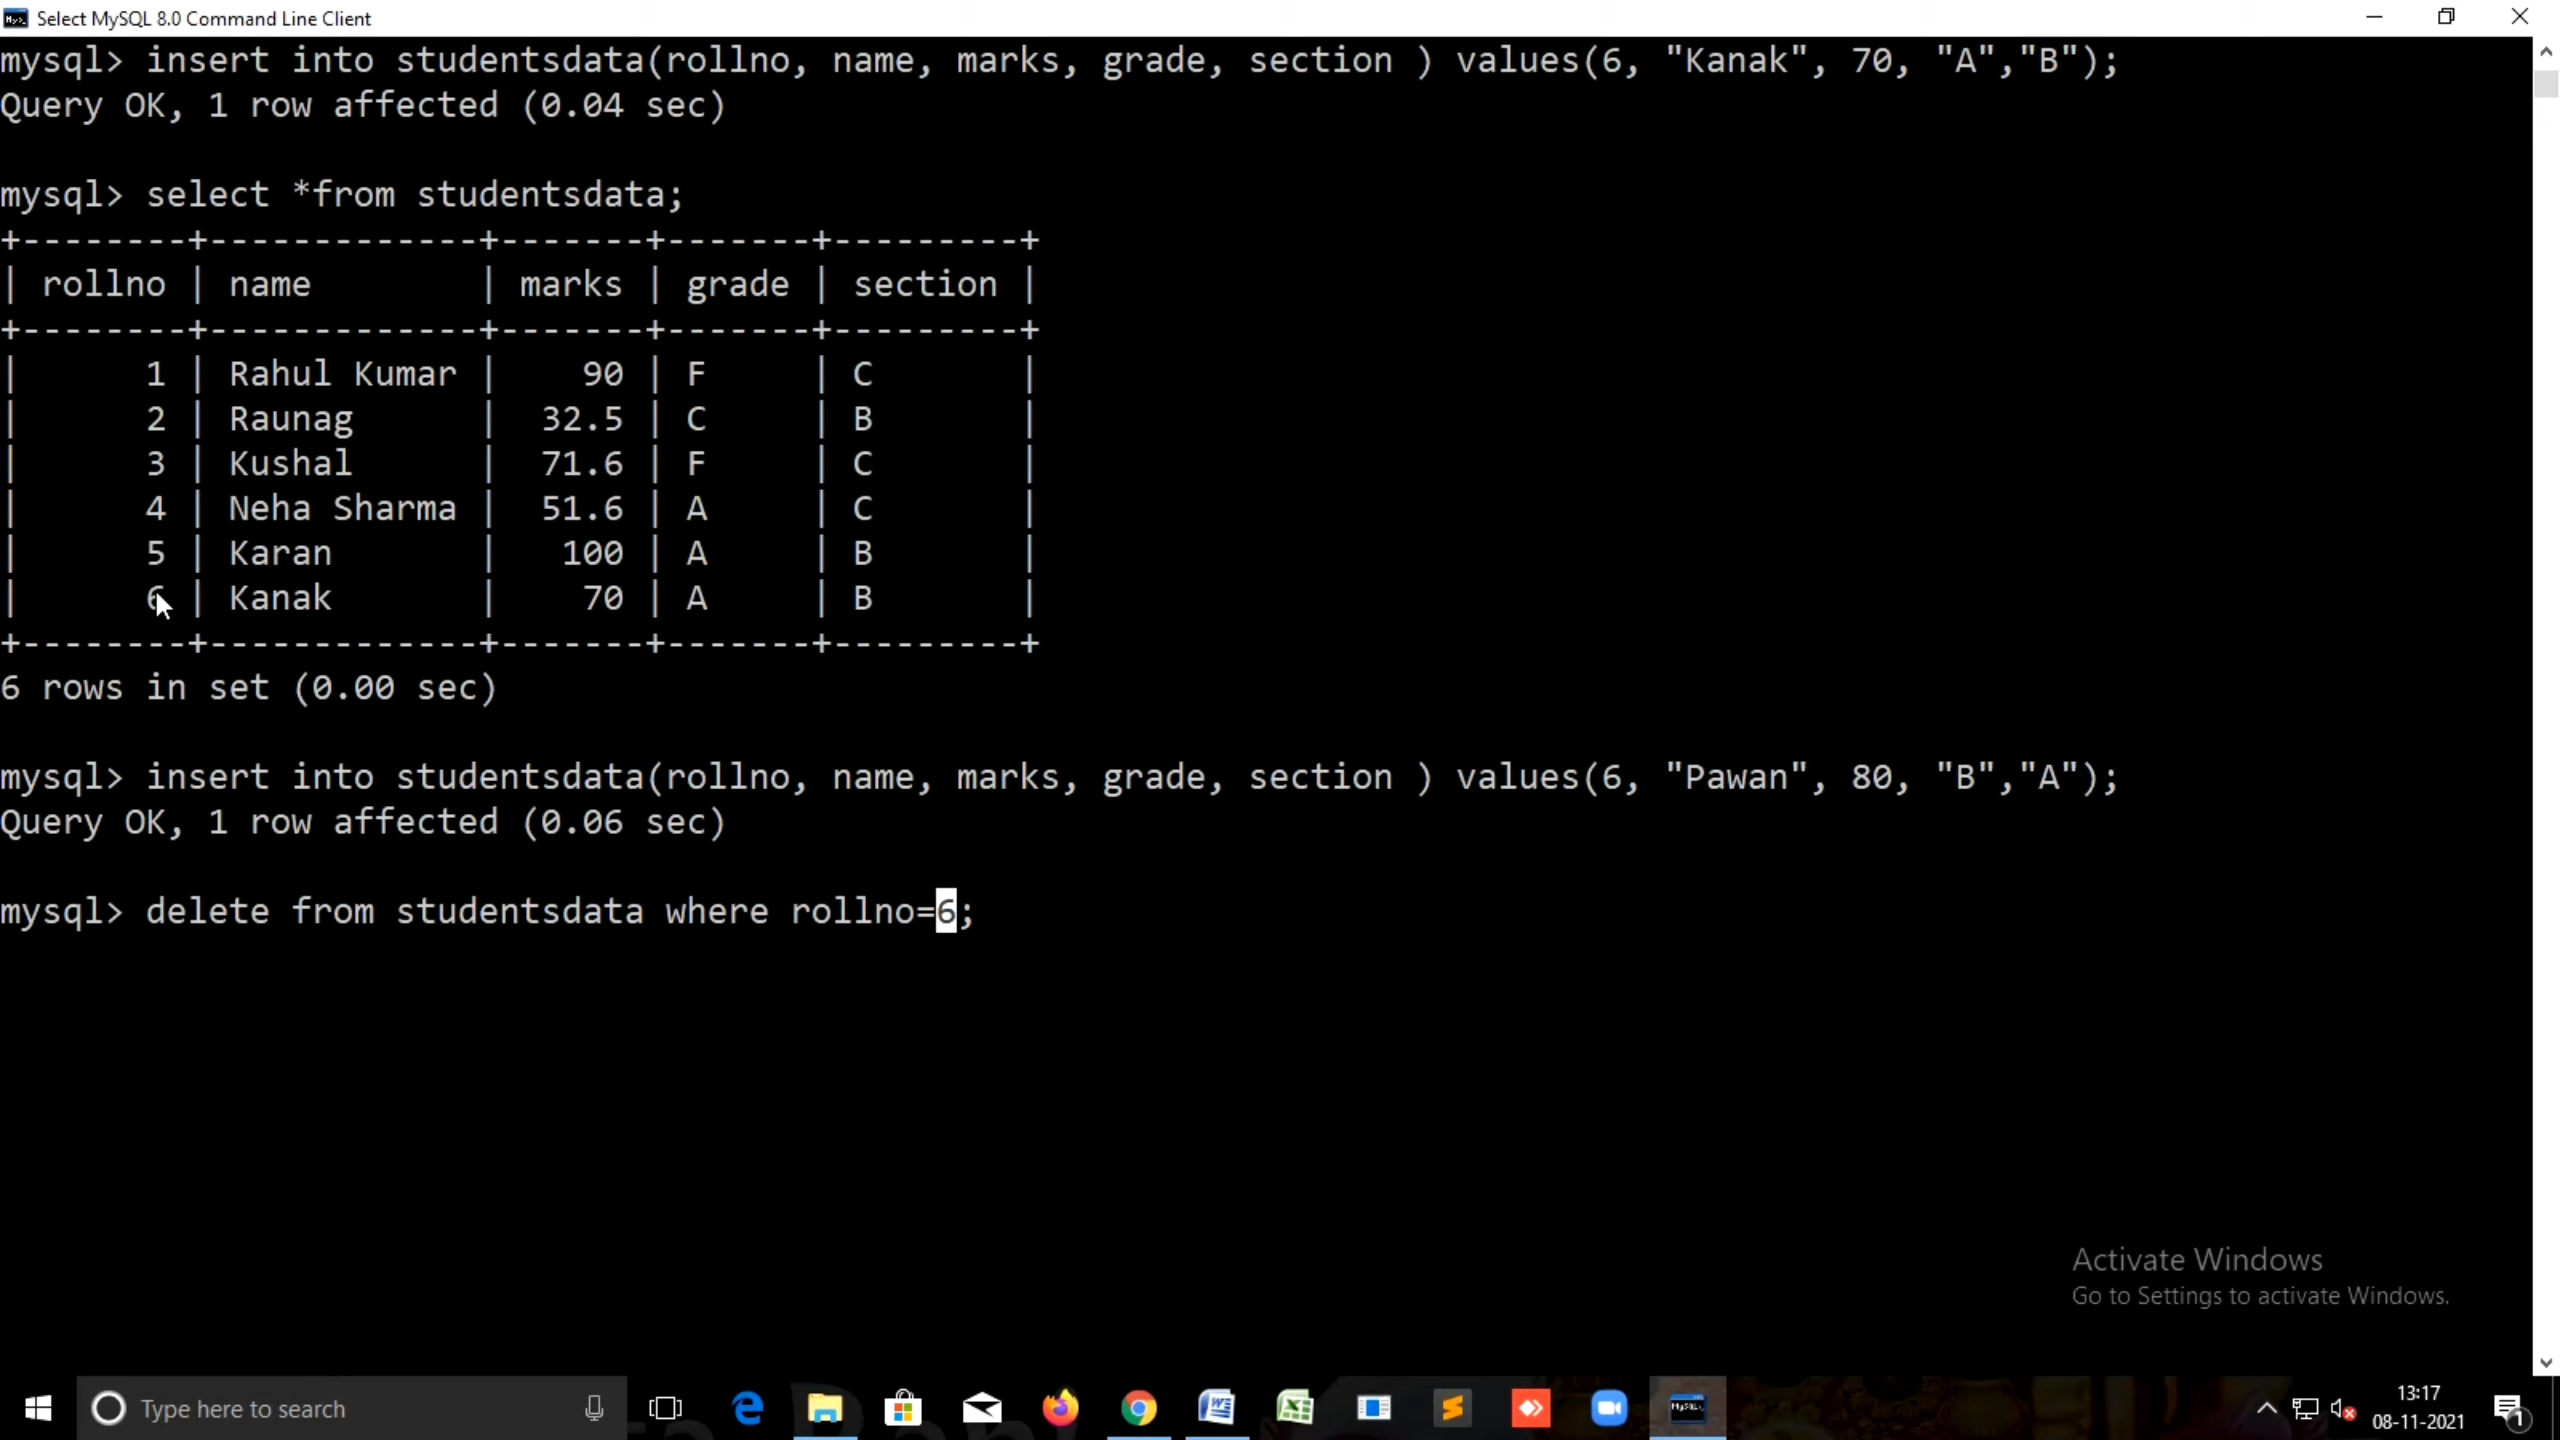 Select MySQL 8.0 Command Line Client
mysql> insert into studentsdata(rollno, name, marks, grade, section ) values(6, "Kanak", 70, "A","B");
Query OK, 1 row affected (0.04 sec)
mysql> select *from studentsdata;
+--------+-------------+-------+-------+---------+
| rollno | name        | marks | grade | section |
+--------+-------------+-------+-------+---------+
|      1 | Rahul Kumar |    90 | F     | C       |
|      2 | Raunag      |  32.5 | C     | B       |
|      3 | Kushal      |  71.6 | F     | C       |
|      4 | Neha Sharma |  51.6 | A     | C       |
|      5 | Karan       |   100 | A     | B       |
|      6 | Kanak       |    70 | A     | B       |
+--------+-------------+-------+-------+---------+
6 rows in set (0.00 sec)
mysql> insert into studentsdata(rollno, name, marks, grade, section ) values(6, "Pawan", 80, "B","A");
Query OK, 1 row affected (0.06 sec)
mysql> delete from studentsdata where rollno=6;
Activate Windows
Go to Settings to activate Windows.
Type here to search
13:17
08-11-2021
1